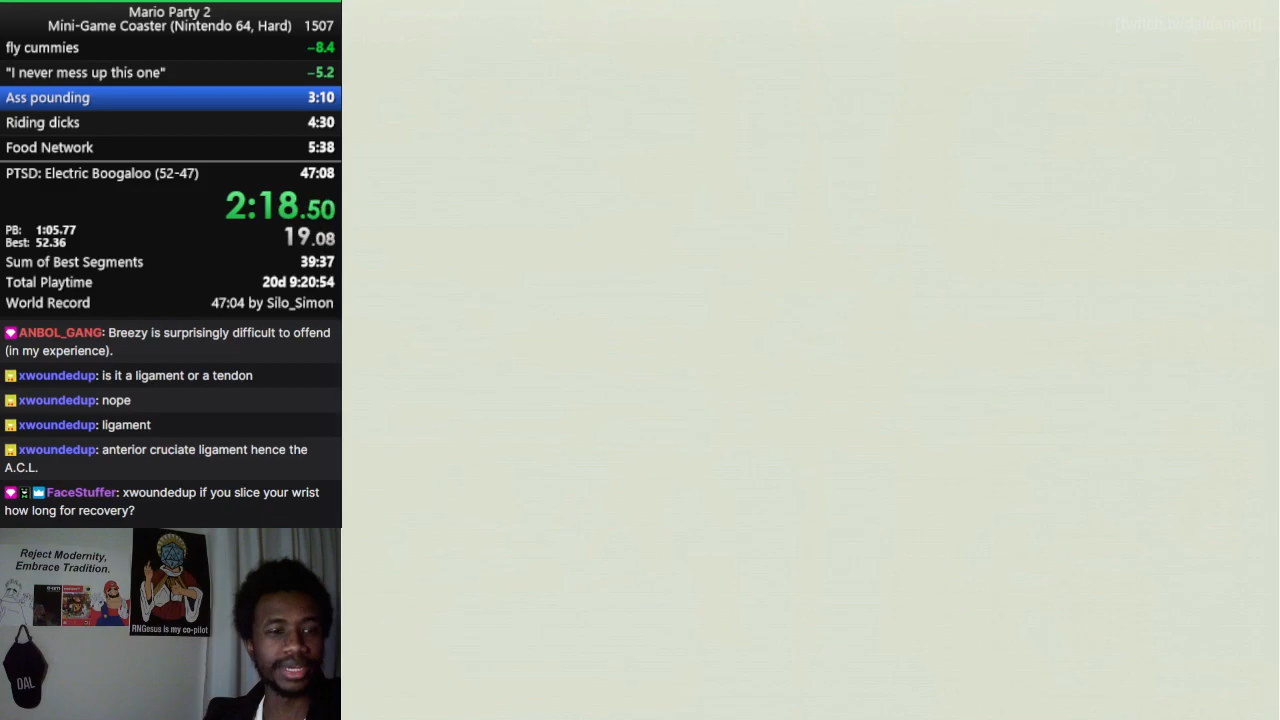 Mario Party 2
Mini-Game Coaster (Nintendo 64, Hard) 1507
fly cummies -8.4
"I never mess up this one" -5.2
Ass pounding 3:10
Riding dicks 4:30
Food Network 5:38
PTSD: Electric Boogaloo (52-47) 47:08
2:18.50
PB: 1:05.77
19.08
Best: 52.36
Sum of Best Segments 39:37
Total Playtime 20d 9:20:54
World Record 47:04 by Silo_Simon
ANBOL_GANG: Breezy is surprisingly difficult to offend
(in my experience).
xwoundedup: is it a ligament or a tendon
xwoundedup: nope
xwoundedup: ligament
xwoundedup: anterior cruciate ligament hence the
A.C.L.
FaceStuffer: xwoundedup if you slice your wrist
how long for recovery?
Reject Modernity,
Embrace Tradition.
RNGesus is my co-pilot
DAL